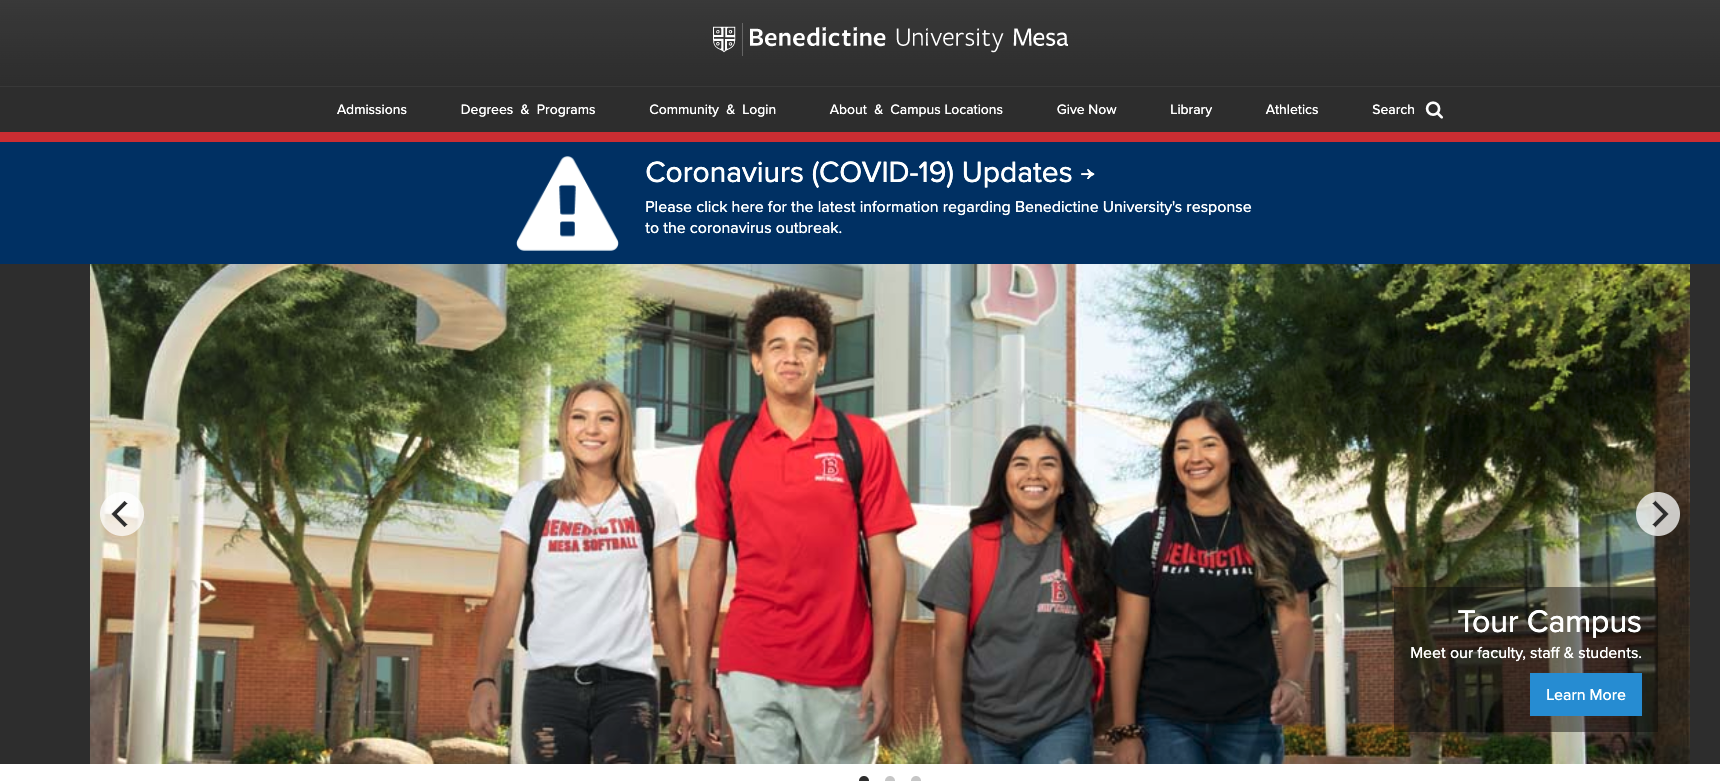 Benedictine University Mesa
Admissions Degrees & Programs Community & Login About & Campus Locations Give Now Library Athletics Search
Coronaviurs (COVID-19) Updates →
Please click here for the latest information regarding Benedictine University's response
to the coronavirus outbreak.
B
B
BENEDICTINE
MESA SOFTBALL
B
SOFTBALL
BENEDICTINE
MESA SOFTBALL
Tour Campus
Meet our faculty, staff & students.
Learn More